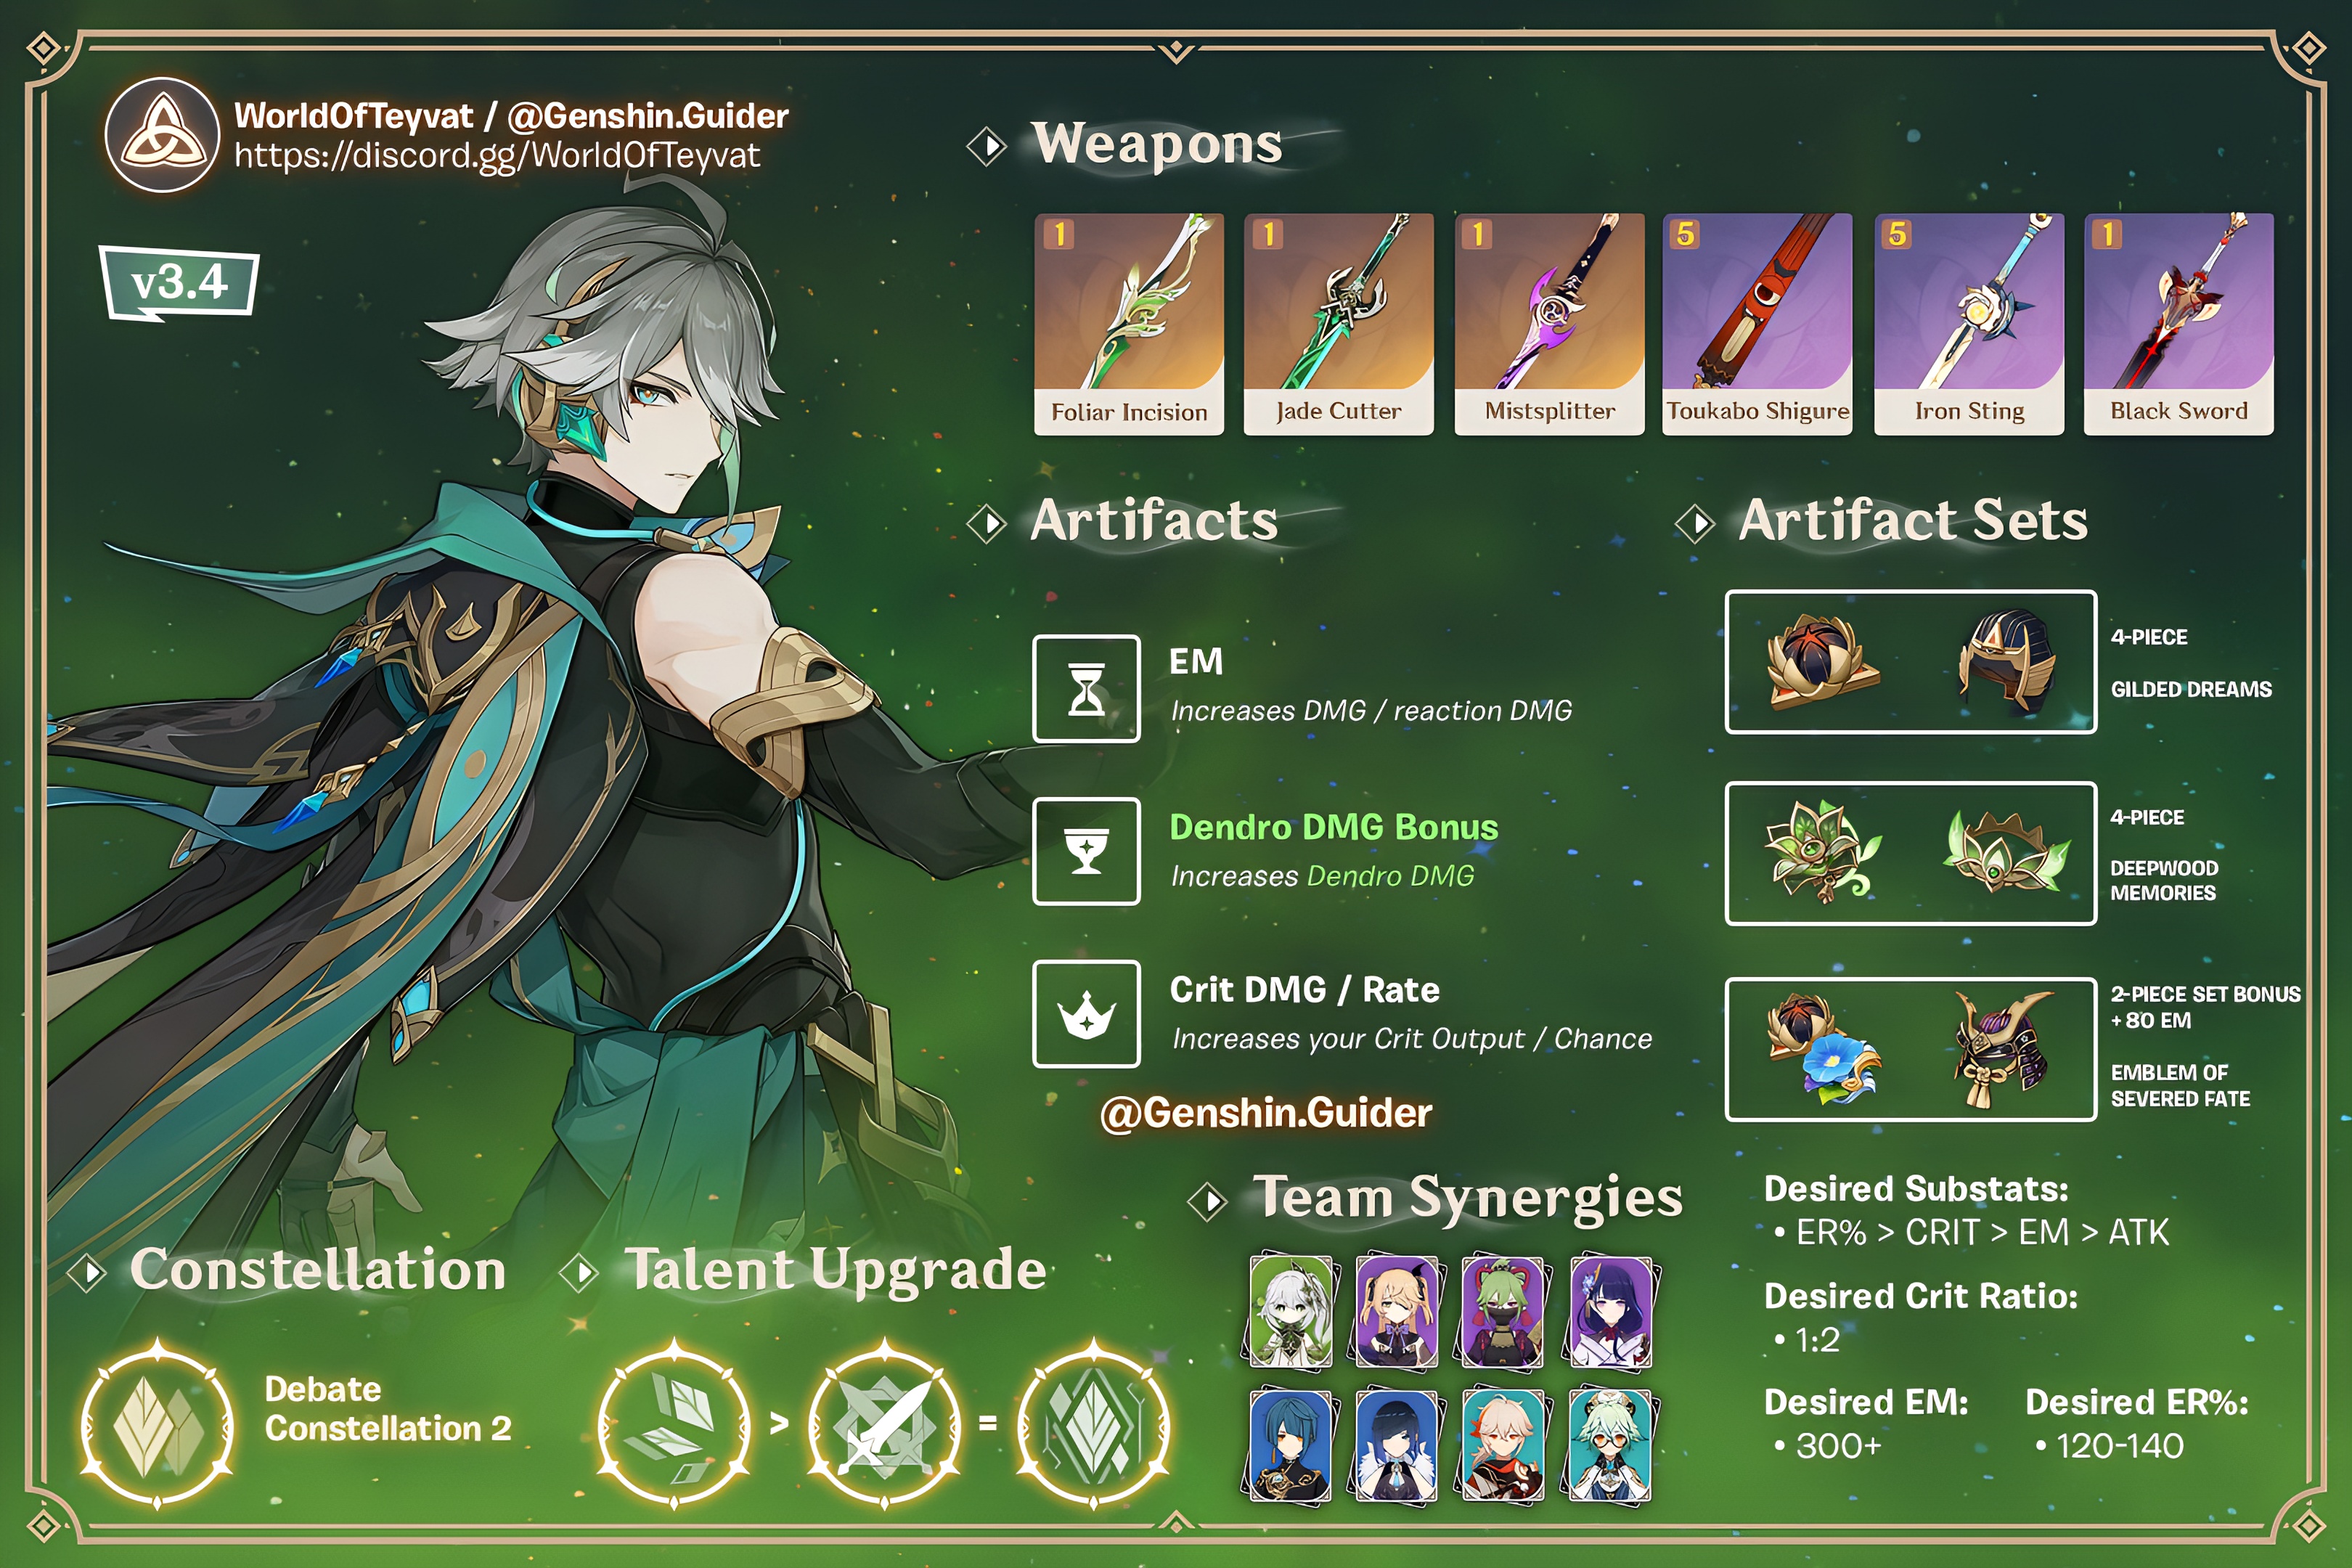 WorldOfTeyvat / @Genshin.Guider
https://discord.gg/WorldOfTeyvat
v3.4
Weapons
1
1
1
5
5
1
Foliar Incision
Jade Cutter
Mistsplitter
Toukabo Shigure
Iron Sting
Black Sword
Artifacts
EM
Increases DMG / reaction DMG
Dendro DMG Bonus
Increases Dendro DMG
Crit DMG / Rate
Increases your Crit Output / Chance
@Genshin.Guider
Artifact Sets
4-PIECE
GILDED DREAMS
4-PIECE
DEEPWOOD
MEMORIES
2-PIECE SET BONUS
+ 80 EM
EMBLEM OF
SEVERED FATE
Constellation
Debate
Constellation 2
Talent Upgrade
>
=
Team Synergies
Desired Substats:
• ER% > CRIT > EM > ATK
Desired Crit Ratio:
• 1:2
Desired EM:
• 300+
Desired ER%:
• 120-140